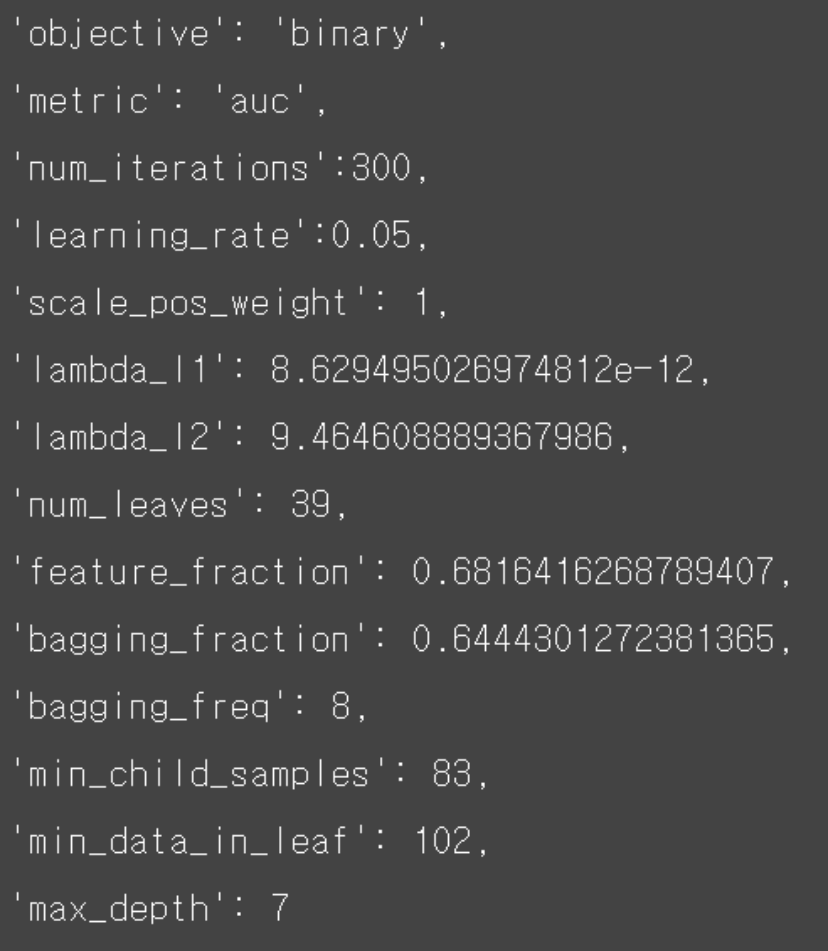 'objective': 'binary',
'metric': 'auc',
'num_iterations':300,
'learning_rate':0.05,
'scale_pos_weight': 1,
'lambda_l1': 8.629495026974812e-12,
'lambda_l2': 9.464608889367986,
'num_leaves': 39,
'feature_fraction': 0.6816416268789407,
'bagging_fraction': 0.6444301272381365,
'bagging_freq': 8,
'min_child_samples': 83,
'min_data_in_leaf': 102,
'max_depth': 7